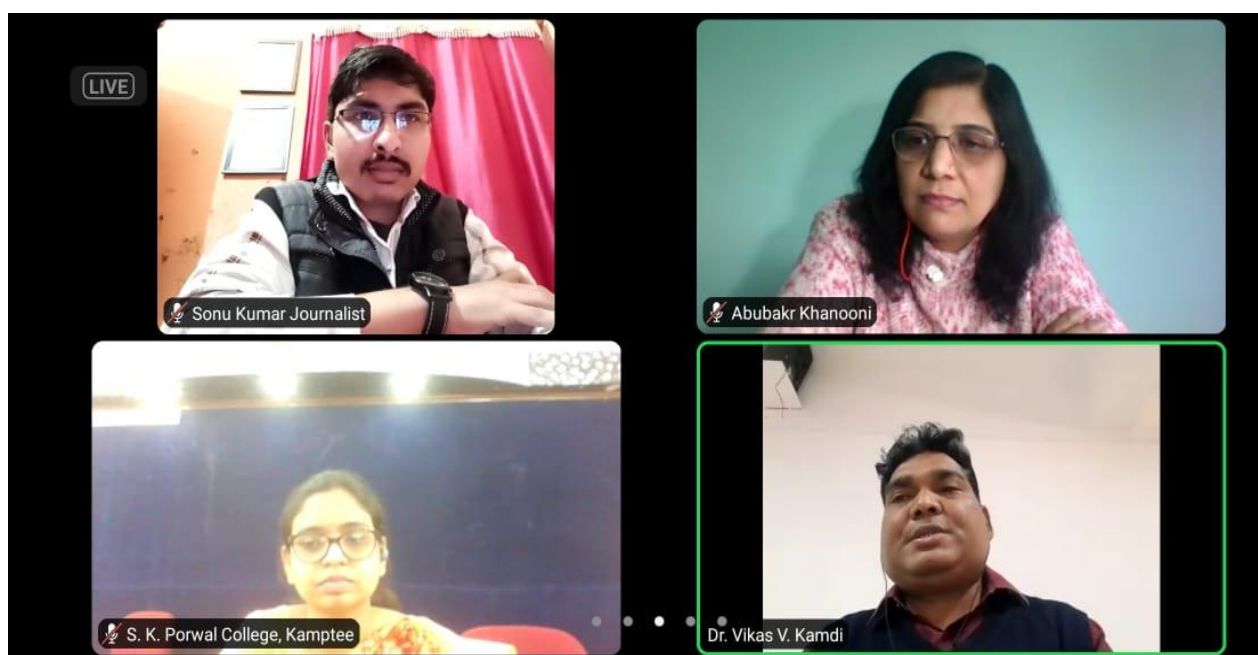 LIVE
Sonu Kumar Journalist
Abubakr Khanooni
S. K. Porwal College, Kamptee
Dr. Vikas V. Kamdi